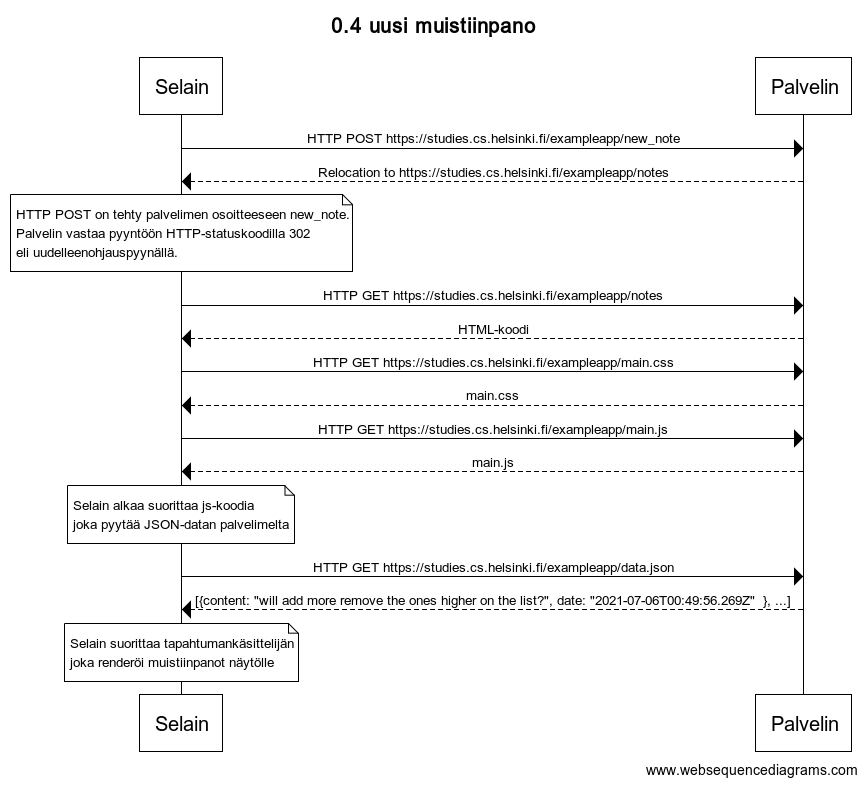 0.4 uusi muistiinpano
Selain
Palvelin
HTTP POST https://studies.cs.helsinki.fi/exampleapp/new_note
Relocation to https://studies.cs.helsinki.fi/exampleapp/notes
HTTP POST on tehty palvelimen osoitteeseen new_note.
Palvelin vastaa pyyntöön HTTP-statuskoodilla 302
eli uudelleenohjauspyynällä.
HTTP GET https://studies.cs.helsinki.fi/exampleapp/notes
HTML-koodi
HTTP GET https://studies.cs.helsinki.fi/exampleapp/main.css
main.css
HTTP GET https://studies.cs.helsinki.fi/exampleapp/main.js
main.js
Selain alkaa suorittaa js-koodia
joka pyytää JSON-datan palvelimelta
HTTP GET https://studies.cs.helsinki.fi/exampleapp/data.json
[{content: "will add more remove the ones higher on the list?", date: "2021-07-06T00:49:56.269Z"  }, ...]
Selain suorittaa tapahtumankäsittelijän
joka renderöi muistiinpanot näytölle
Selain
Palvelin
www.websequencediagrams.com